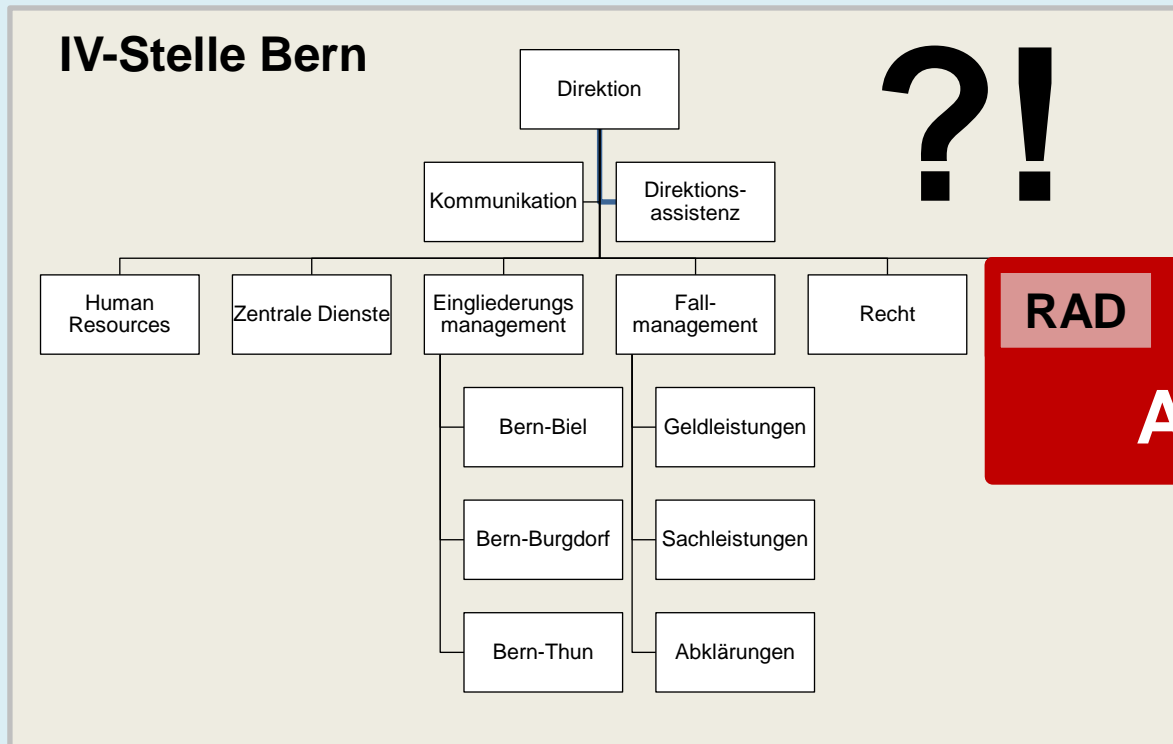 IV-Stelle Bern
?!
Direktion
Kommunikation
Direktions-
assistenz
Human
Resources
Zentrale Dienste
Eingliederungs
management
Fall-
management
Recht
RAD
A
Bern-Biel
Geldleistungen
Bern-Burgdorf
Sachleistungen
Bern-Thun
Abklärungen